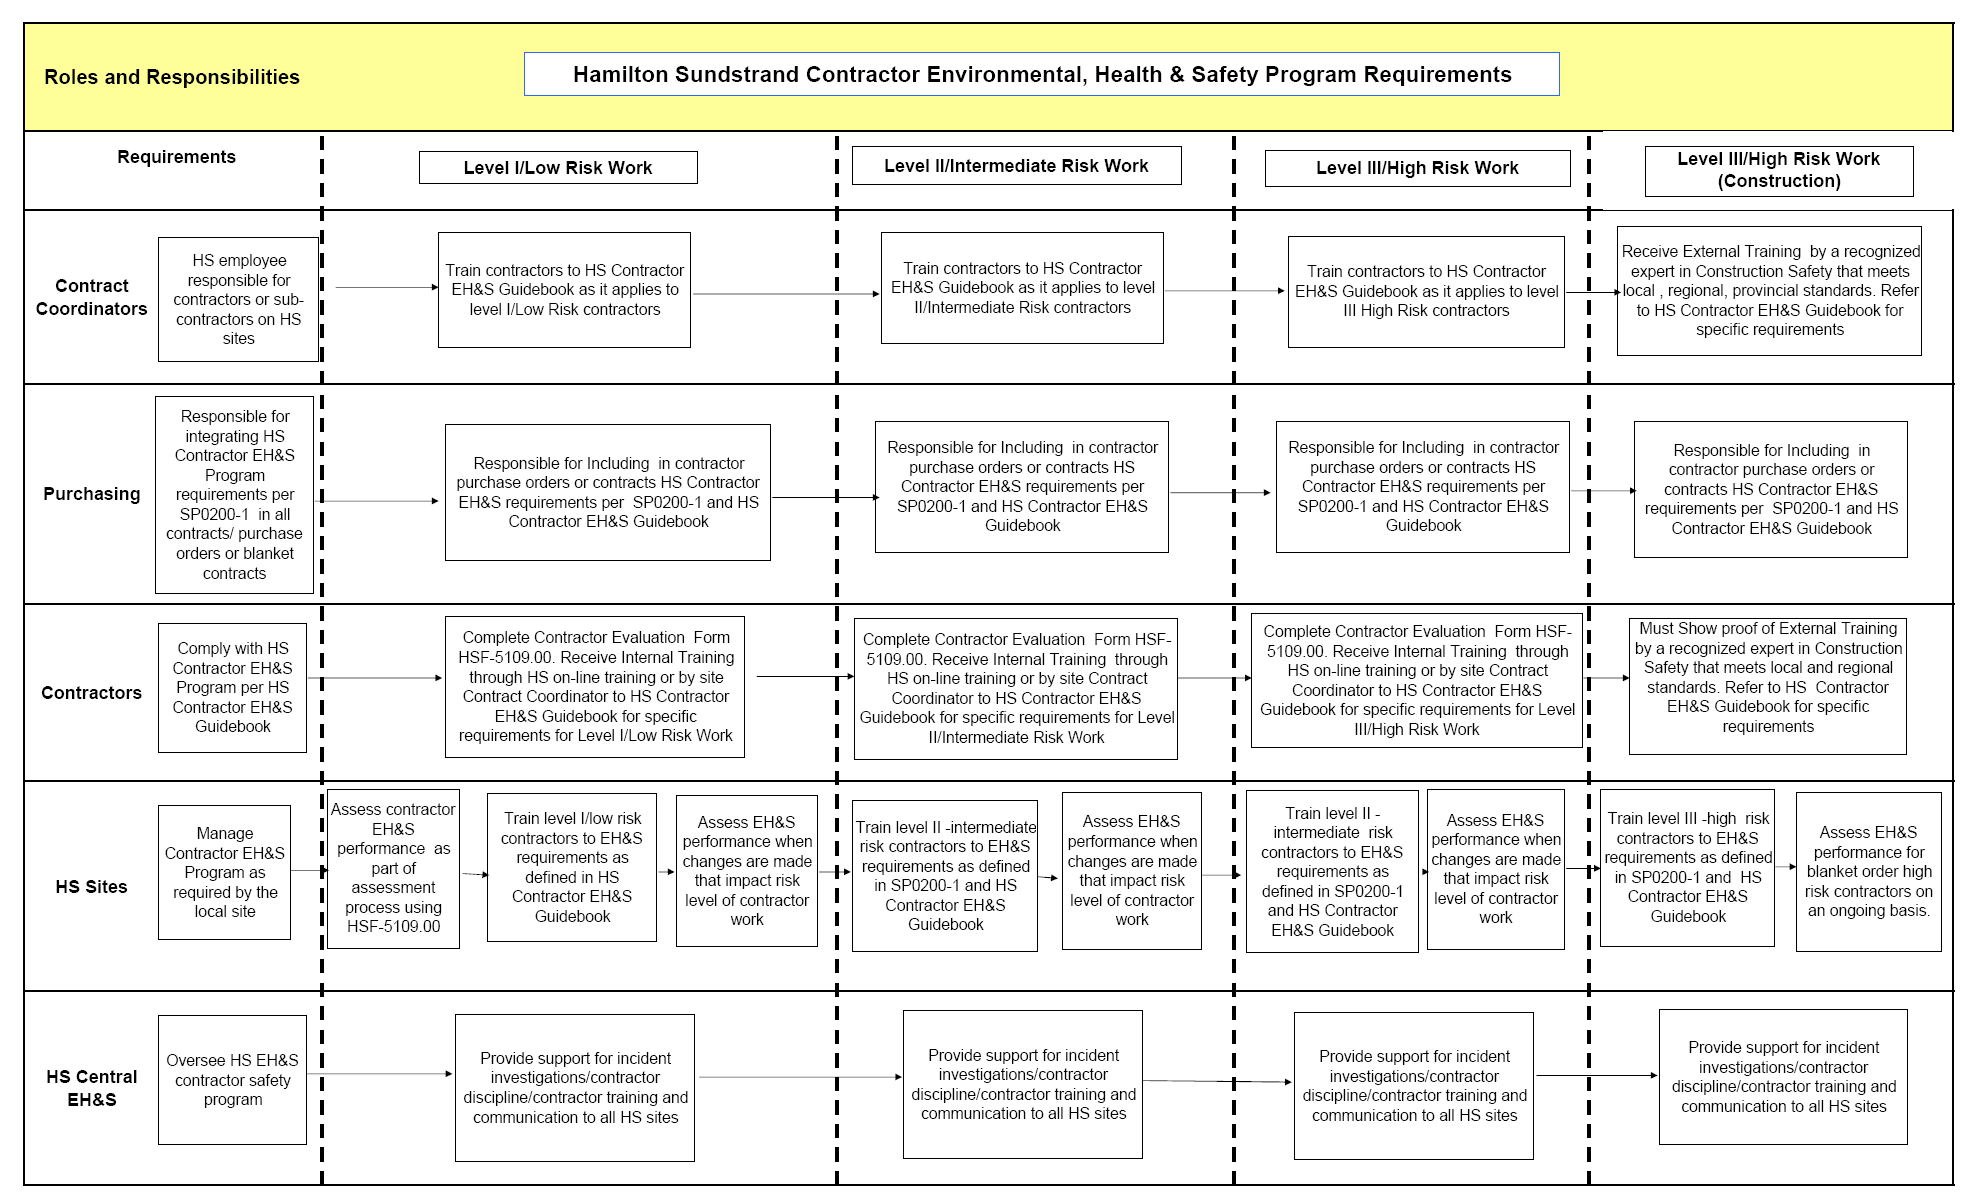 Roles and Responsibilities
Hamilton Sundstrand Contractor Environmental, Health & Safety Program Requirements
Requirements
Level I/Low Risk Work
Level II/Intermediate Risk Work
Level III/High Risk Work
Level III/High Risk Work
(Construction)
Contract
Coordinators
HS employee
responsible for
contractors or sub-
contractors on HS
sites
Train contractors to HS Contractor
EH&S Guidebook as it applies to
level I/Low Risk contractors
Train contractors to HS Contractor
EH&S Guidebook as it applies to level
II/Intermediate Risk contractors
Train contractors to HS Contractor
EH&S Guidebook as it applies to level
III High Risk contractors
Receive External Training by a recognized
expert in Construction Safety that meets
local , regional, provincial standards. Refer
to HS Contractor EH&S Guidebook for
specific requirements
Purchasing
Responsible for
integrating HS
Contractor EH&S
Program
requirements per
SP0200-1 in all
contracts/ purchase
orders or blanket
contracts
Responsible for Including in contractor
purchase orders or contracts HS Contractor
EH&S requirements per SP0200-1 and HS
Contractor EH&S Guidebook
Responsible for Including in contractor
purchase orders or contracts HS
Contractor EH&S requirements per
SP0200-1 and HS Contractor EH&S
Guidebook
Responsible for Including in contractor
purchase orders or contracts HS
Contractor EH&S requirements per
SP0200-1 and HS Contractor EH&S
Guidebook
Responsible for Including in
contractor purchase orders or
contracts HS Contractor EH&S
requirements per SP0200-1 and HS
Contractor EH&S Guidebook
Contractors
Comply with HS
Contractor EH&S
Program per HS
Contractor EH&S
Guidebook
Complete Contractor Evaluation Form
HSF-5109.00. Receive Internal Training
through HS on-line training or by site
Contract Coordinator to HS Contractor
EH&S Guidebook for specific
requirements for Level I/Low Risk Work
Complete Contractor Evaluation Form HSF-
5109.00. Receive Internal Training through
HS on-line training or by site Contract
Coordinator to HS Contractor EH&S
Guidebook for specific requirements for Level
II/Intermediate Risk Work
Complete Contractor Evaluation Form HSF-
5109.00. Receive Internal Training through
HS on-line training or by site Contract
Coordinator to HS Contractor EH&S
Guidebook for specific requirements for Level
III/High Risk Work
Must Show proof of External Training
by a recognized expert in Construction
Safety that meets local and regional
standards. Refer to HS Contractor
EH&S Guidebook for specific
requirements
HS Sites
Manage
Contractor EH&S
Program as
required by the
local site
Assess contractor
EH&S
performance as
part of
assessment
process using
HSF-5109.00
Train level I/low risk
contractors to EH&S
requirements as
defined in HS
Contractor EH&S
Guidebook
Assess EH&S
performance when
changes are made
that impact risk
level of contractor
work
Train level II -intermediate
risk contractors to EH&S
requirements as defined
in SP0200-1 and HS
Contractor EH&S
Guidebook
Assess EH&S
performance when
changes are made
that impact risk
level of contractor
work
Train level II -
intermediate risk
contractors to EH&S
requirements as
defined in SP0200-1
and HS Contractor
EH&S Guidebook
Assess EH&S
performance when
changes are made
that impact risk
level of contractor
work
Train level III -high risk
contractors to EH&S
requirements as defined
in SP0200-1 and HS
Contractor EH&S
Guidebook
Assess EH&S
performance for
blanket order high
risk contractors on
an ongoing basis.
HS Central
EH&S
Oversee HS EH&S
contractor safety
program
Provide support for incident
investigations/contractor
discipline/contractor training and
communication to all HS sites
Provide support for incident
investigations/contractor
discipline/contractor training and
communication to all HS sites
Provide support for incident
investigations/contractor
discipline/contractor training and
communication to all HS sites
Provide support for incident
investigations/contractor
discipline/contractor training and
communication to all HS sites